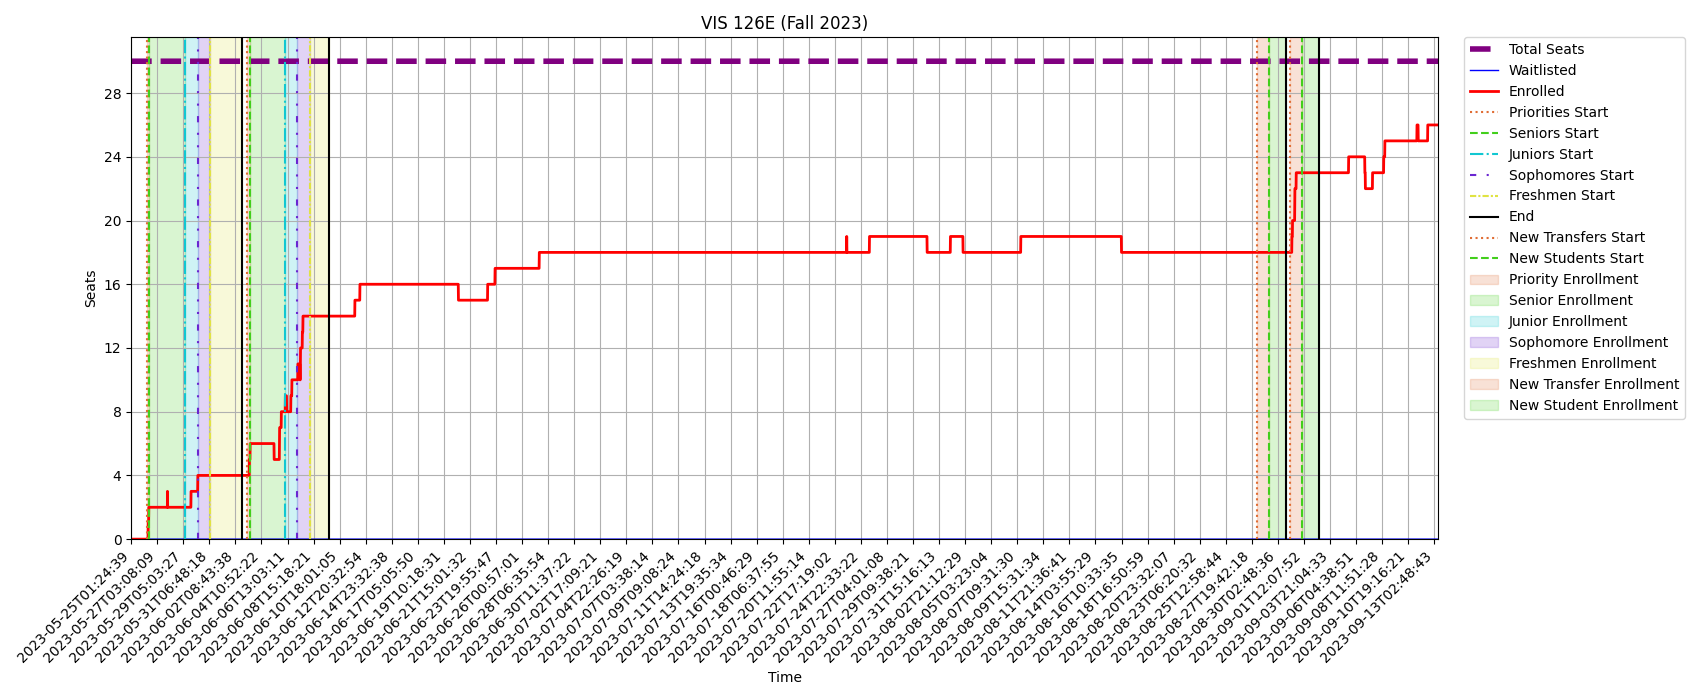 VIS 126E (Fall 2023)
Seats
28
24
20
16
12
8
4
0
2023-05-25T01:24:39
2023-05-27T03:08:09
2023-05-29T05:03:27
2023-05-31T06:48:18
2023-06-02T08:43:38
2023-06-04T10:52:22
2023-06-06T13:03:11
2023-06-08T15:18:21
2023-06-10T18:01:05
2023-06-12T20:32:54
2023-06-14T23:32:38
2023-06-17T05:05:50
2023-06-19T10:18:31
2023-06-21T15:01:32
2023-06-23T19:55:47
2023-06-26T00:57:01
2023-06-28T06:35:54
2023-06-30T11:37:22
2023-07-02T17:09:21
2023-07-04T22:26:19
2023-07-07T03:38:14
2023-07-09T09:08:24
2023-07-11T14:24:18
2023-07-13T19:35:34
2023-07-16T00:46:29
2023-07-18T06:37:55
2023-07-20T11:55:14
2023-07-22T17:19:02
2023-07-24T22:33:22
2023-07-27T04:01:08
2023-07-29T09:38:21
2023-07-31T15:16:13
2023-08-02T21:12:29
2023-08-05T03:23:04
2023-08-07T09:31:30
2023-08-09T15:31:34
2023-08-11T21:36:41
2023-08-14T03:55:29
2023-08-16T10:33:35
2023-08-18T16:50:59
2023-08-20T23:32:07
2023-08-23T06:20:32
2023-08-25T12:58:44
2023-08-27T19:42:18
2023-08-30T02:48:36
2023-09-01T12:07:52
2023-09-03T21:04:33
2023-09-06T04:38:51
2023-09-08T11:51:28
2023-09-10T19:16:21
2023-09-13T02:48:43
Time
Total Seats
Waitlisted
Enrolled
Priorities Start
Seniors Start
Juniors Start
Sophomores Start
Freshmen Start
End
New Transfers Start
New Students Start
Priority Enrollment
Senior Enrollment
Junior Enrollment
Sophomore Enrollment
Freshmen Enrollment
New Transfer Enrollment
New Student Enrollment